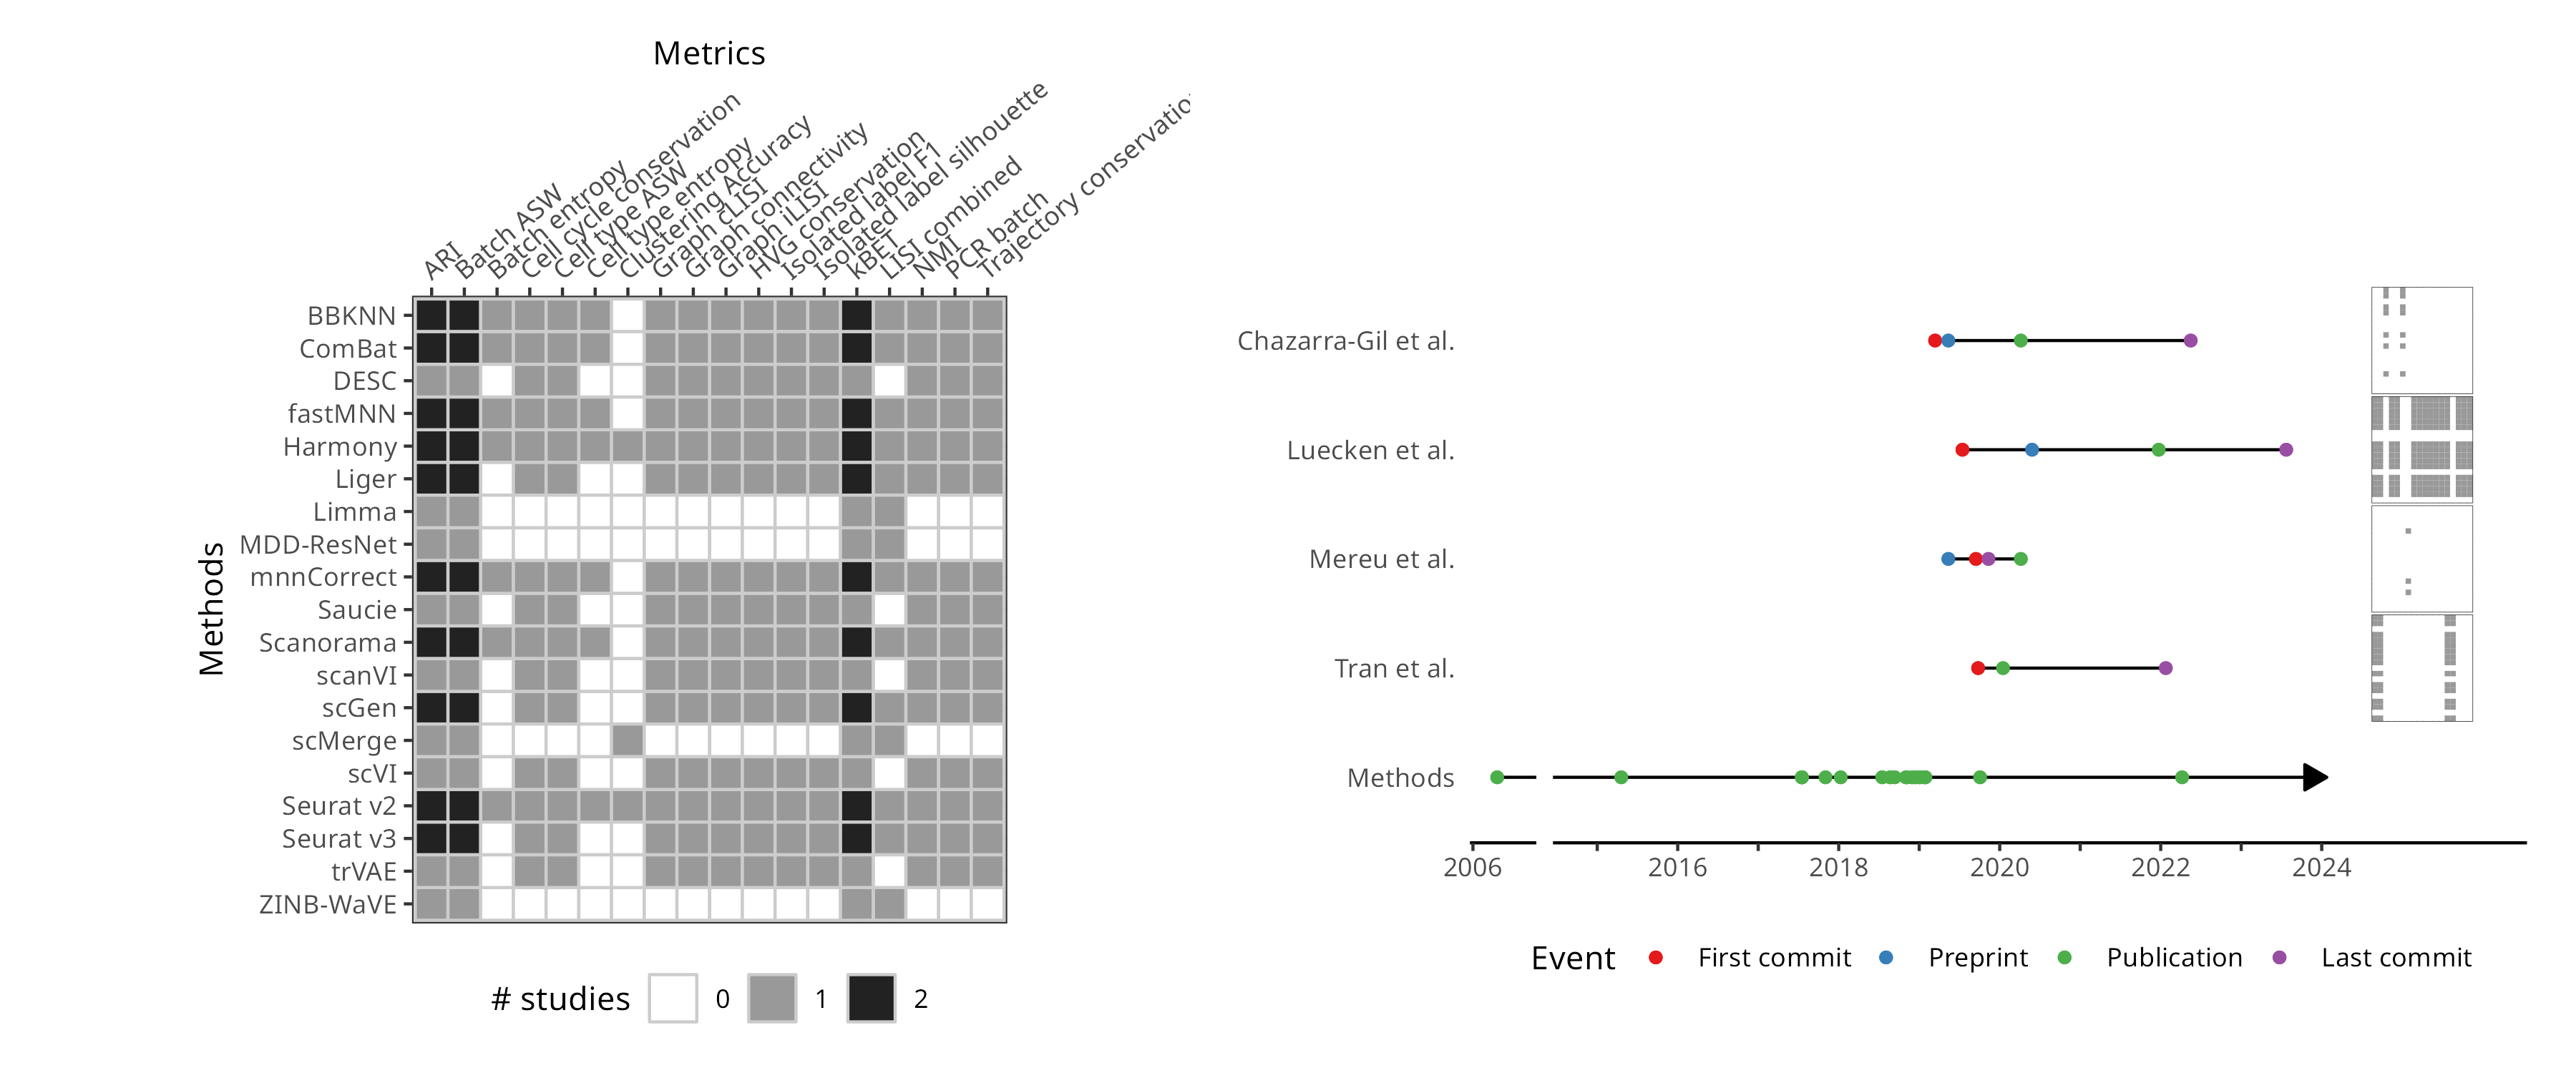 Metrics
ARI
Batch ASW
Batch entropy
Cell cycle conservation
Cell type ASW
Cell type entropy
Clustering Accuracy
Graph cLISI
Graph connectivity
Graph iLISI
HVG conservation
Isolated label F1
Isolated label silhouette
kBET
LISI combined
NMI
PCR batch
Trajectory conservatio
Methods
BBKNN
ComBat
DESC
fastMNN
Harmony
Liger
Limma
MDD-ResNet
mnnCorrect
Saucie
Scanorama
scanVI
scGen
scMerge
scVI
Seurat v2
Seurat v3
trVAE
ZINB-WaVE
# studies 0 1 2
Chazarra-Gil et al.
Luecken et al.
Mereu et al.
Tran et al.
Methods
2006 2016 2018 2020 2022 2024
Event First commit Preprint Publication Last commit